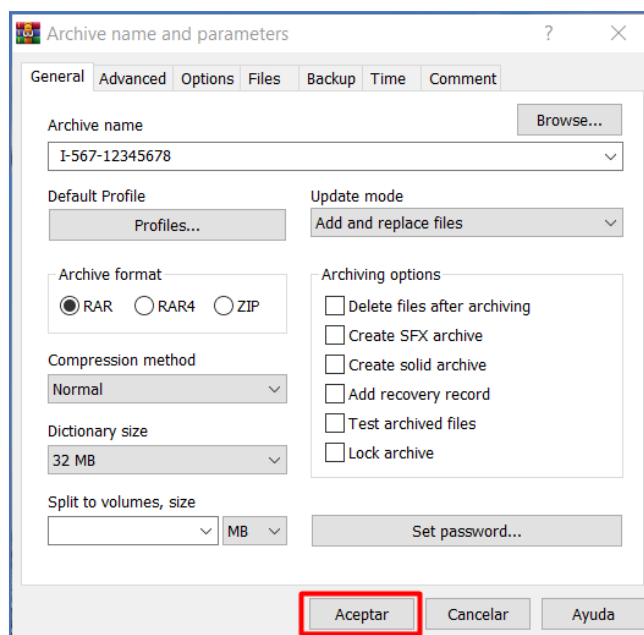 Archive name and parameters
General Advanced Options Files Backup Time Comment
Archive name
Browse...
I-567-12345678
Default Profile
Profiles...
Update mode
Add and replace files
Archive format
RAR RAR4 ZIP
Compression method
Normal
Dictionary size
32 MB
Split to volumes, size
MB
Archiving options
Delete files after archiving
Create SFX archive
Create solid archive
Add recovery record
Test archived files
Lock archive
Set password...
Aceptar Cancelar Ayuda